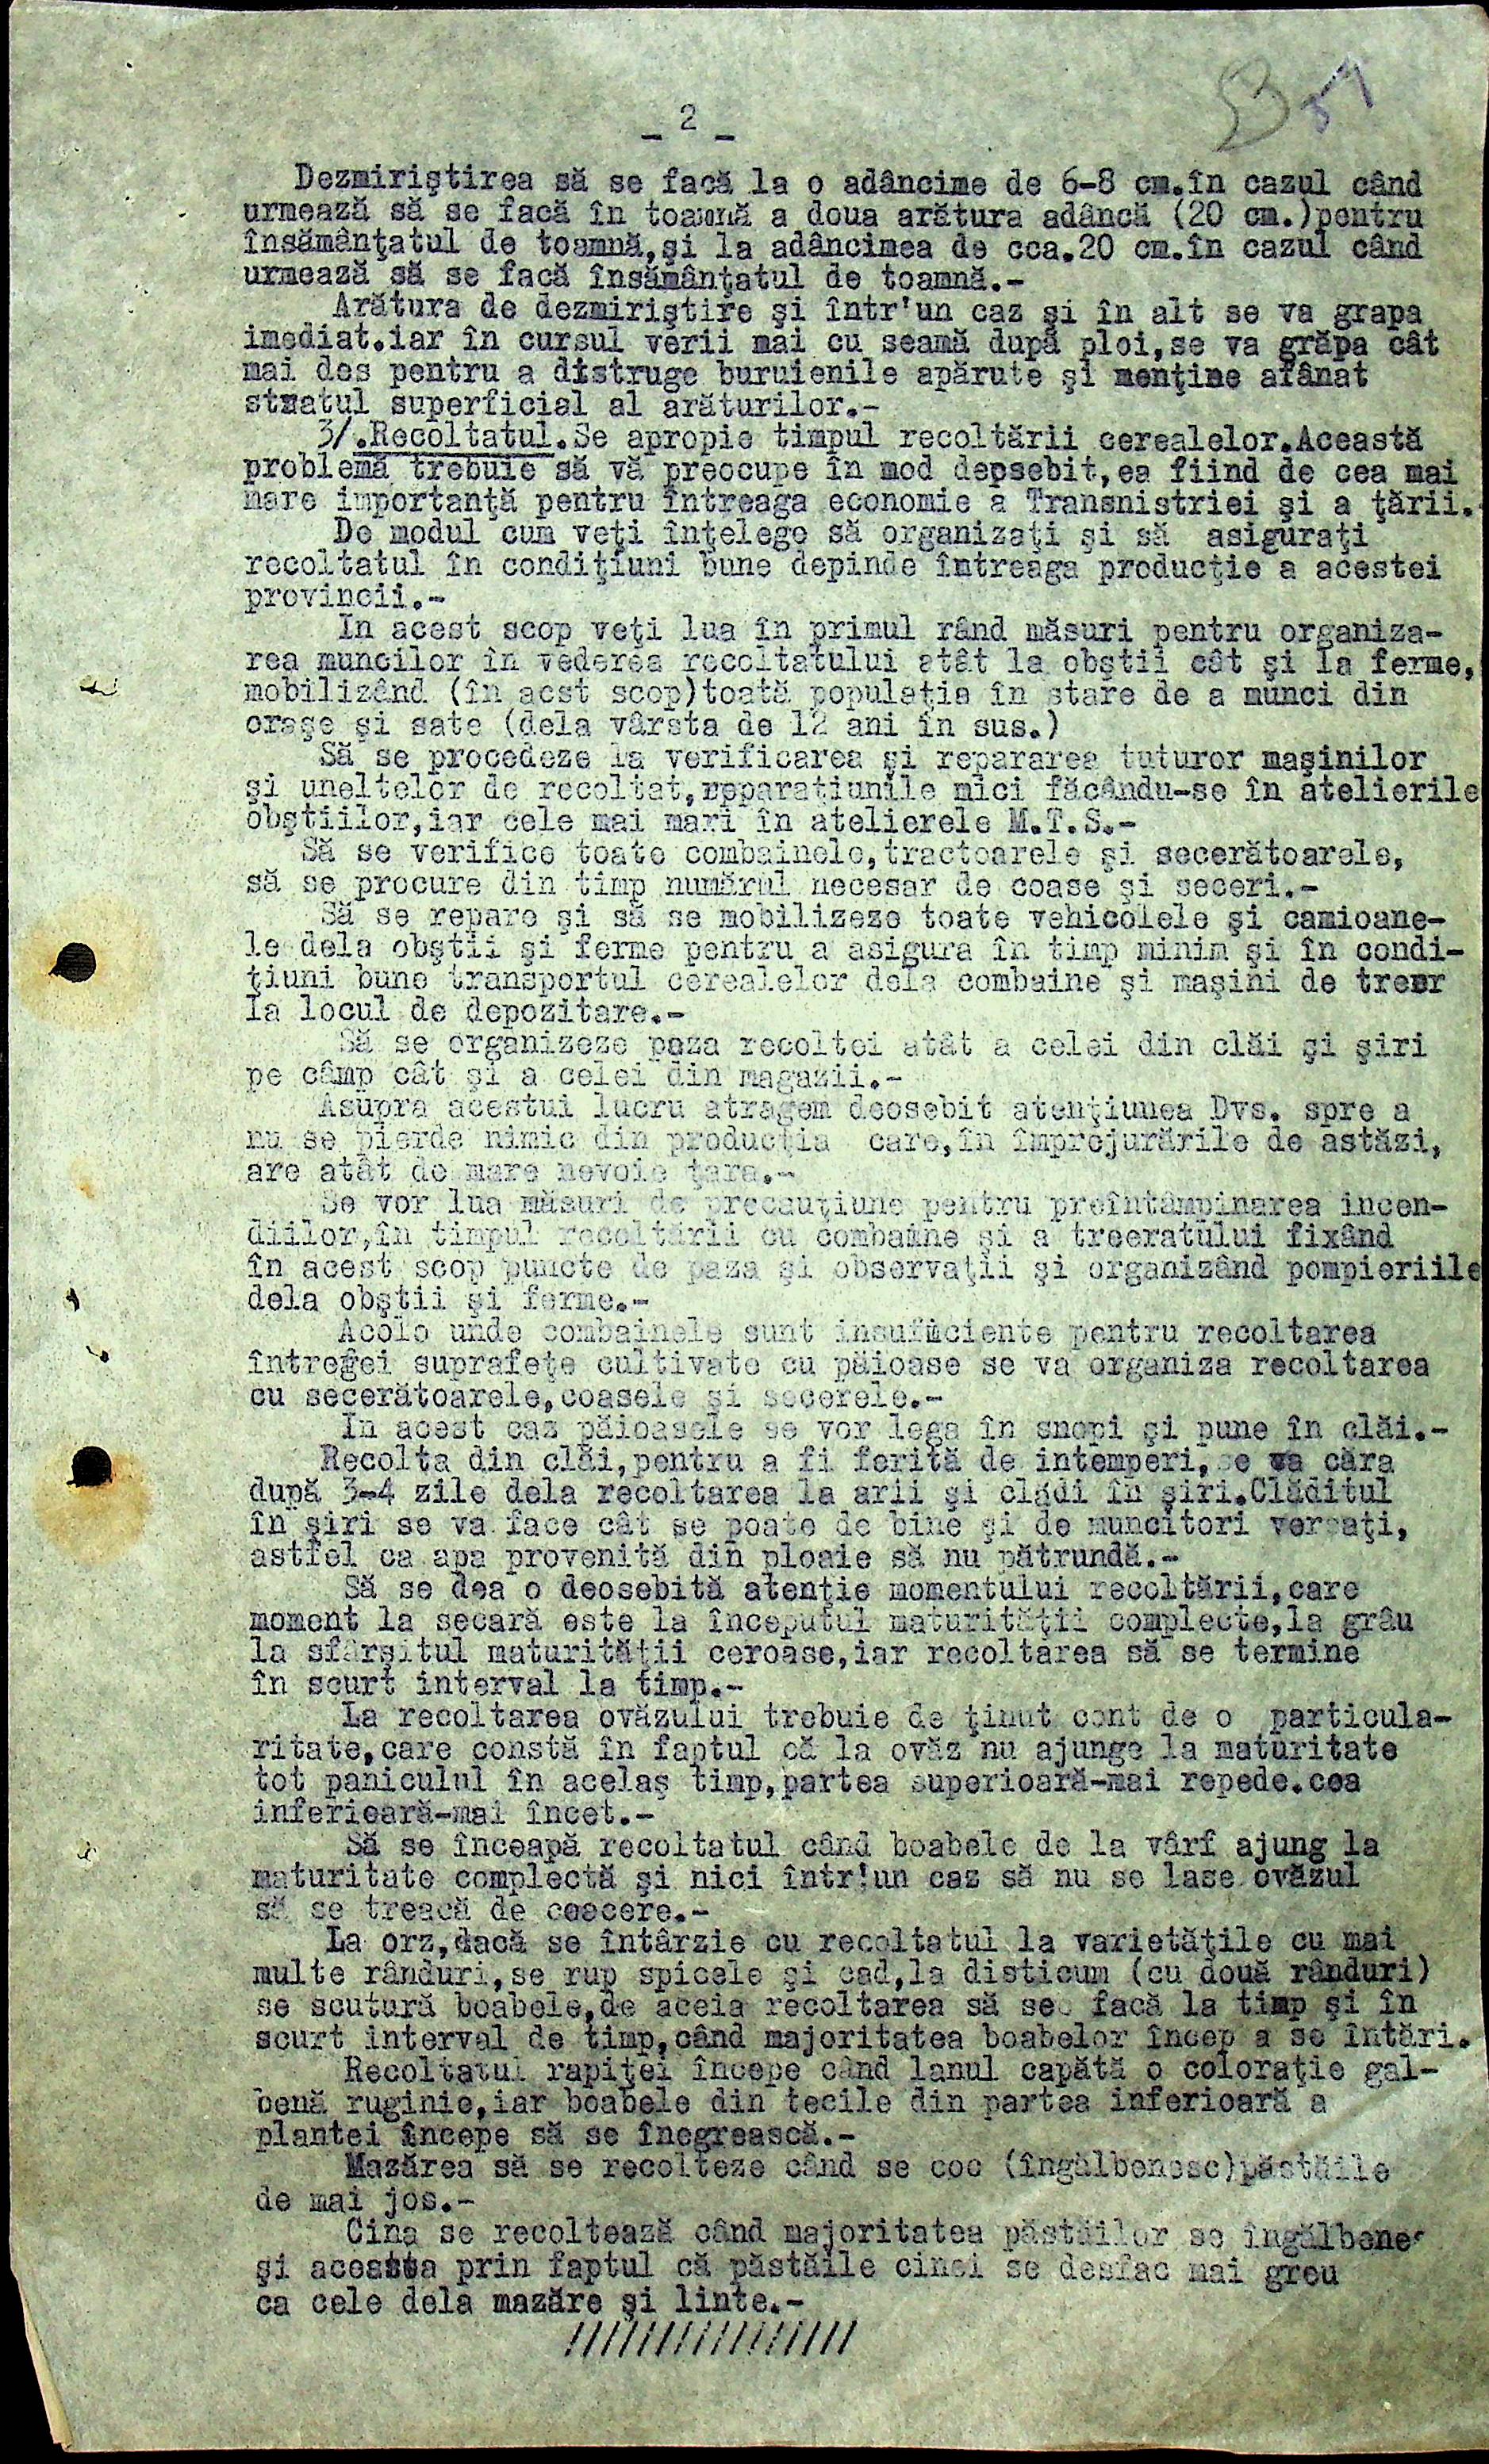 53 57
_ 2 _
Dezmiriştirea să se facă la o adâncime de 6-8 cm.în cazul când
urmează să se facă în toamnă a doua arătura adâncă (20 cm.)pentru
însămânţatul de toamnă,şi la adâncimea de cca.20 cm.în cazul când
urmează să se facă însămânţatul de toamnă.-
Arătura de dezmiriştire şi într'un caz şi în alt se va grapa
imediat.iar în cursul verii mai cu seamă după ploi,se va grăpa cât
mai des pentru a distruge buruienile apărute şi menţine afânat
stratul superficial al arăturilor.-
3/.Recoltatul.Se apropie timpul recoltării cerealelor.Această
problemă trebuie să vă preocupe în mod depsebit,ea fiind de cea mai
mare importanţă pentru întreaga economie a Transnistriei şi a ţării.
De modul cum veţi înţelege să organizaţi şi să asiguraţi
recoltatul în condiţiuni bune depinde întreaga producţie a acestei
provincii.-
In acest scop veţi lua în primul rând măsuri pentru organiza-
rea muncilor în vederea recoltatului atât la obştii cât şi la ferme,
mobilizând (în acst scop)toată populaţia în stare de a munci din
oraşe şi sate (dela vârsta de 12 ani în sus.)
Să se procedeze la verificarea şi repararea tuturor maşinilor
şi uneltelor de recoltat,reparaţiunile mici făcându-se în atelierile
obştiilor,iar cele mai mari în atelierele M.T.S.-
Să se verifice toate combainele,tractoarele şi secerătoarele,
să se procure din timp numărul necesar de coase şi seceri.-
Să se repare şi să se mobilizeze toate vehicolele şi camioane-
le dela obştii şi ferme pentru a asigura în timp minim şi în condi-
ţiuni bune transportul cerealelor dela combaine şi maşini de treer
la locul de depozitare.-
Să se organizeze paza recoltei atât a celei din clăi şi şiri
pe câmp cât şi a celei din magazii.-
Asupra acestui lucru atragem deosebit atenţiunea Dvs. spre a
nu se pierde nimic din producţia care,în împrejurările de astăzi,
are atât de mare nevoie ţara.-
Se vor lua măsuri de precauţiune pentru preîntâmpinarea incen-
diilor,în timpul recoltării cu combaine şi a treeratului fixând
în acest scop puncte de paza şi observaţii şi organizând pompieriile
dela obştii şi ferme.-
Acolo unde combainele sunt insuficiente pentru recoltarea
întregei suprafeţe cultivate cu păioase se va organiza recoltarea
cu secerătoarele,coasele şi secerele.-
In acest caz păioasele se vor lega în snopi şi pune în clăi.-
Recolta din clăi,pentru a fi ferită de intemperi,se va căra
după 3-4 zile dela recoltarea la arii şi clădi în şiri.Clăditul
în şiri se va face cât se poate de bine şi de muncitori versaţi,
astfel ca apa provenită din ploaie să nu pătrundă.-
Să se dea o deosebită atenţie momentului recoltării,care
moment la secară este la începutul maturităţii complecte,la grâu
la sfârşitul maturităţii ceroase,iar recoltarea să se termine
în scurt interval la timp.-
La recoltarea ovăzului trebuie de ţinut cont de o particula-
ritate,care constă în faptul că la ovăz nu ajunge la maturitate
tot paniculul în acelaş timp,partea superioară-mai repede.cea
inferioară-mai încet.-
Să se înceapă recoltatul când boabele de la vârf ajung la
maturitate complectă şi nici într'un caz să nu se lase ovăzul
să se treacă de coacere.-
La orz,dacă se întârzie cu recoltatul la varietăţile cu mai
multe rânduri,se rup spicele şi cad,la disticum (cu două rânduri)
se scutură boabele,de aceia recoltarea să se facă la timp şi în
scurt interval de timp,când majoritatea boabelor încep a se întări.
Recoltatul rapiţei începe când lanul capătă o coloraţie gal-
benă ruginie,iar boabele din tecile din partea inferioară a
plantei începe să se înegrească.-
Mazărea să se recolteze când se coc (îngălbenesc)păstăile
de mai jos.-
Cina se recoltează când majoritatea păstăilor se îngălbenes
şi aceasta prin faptul că păstăile cinei se desfac mai greu
ca cele dela mazăre şi linte.-
////////////////